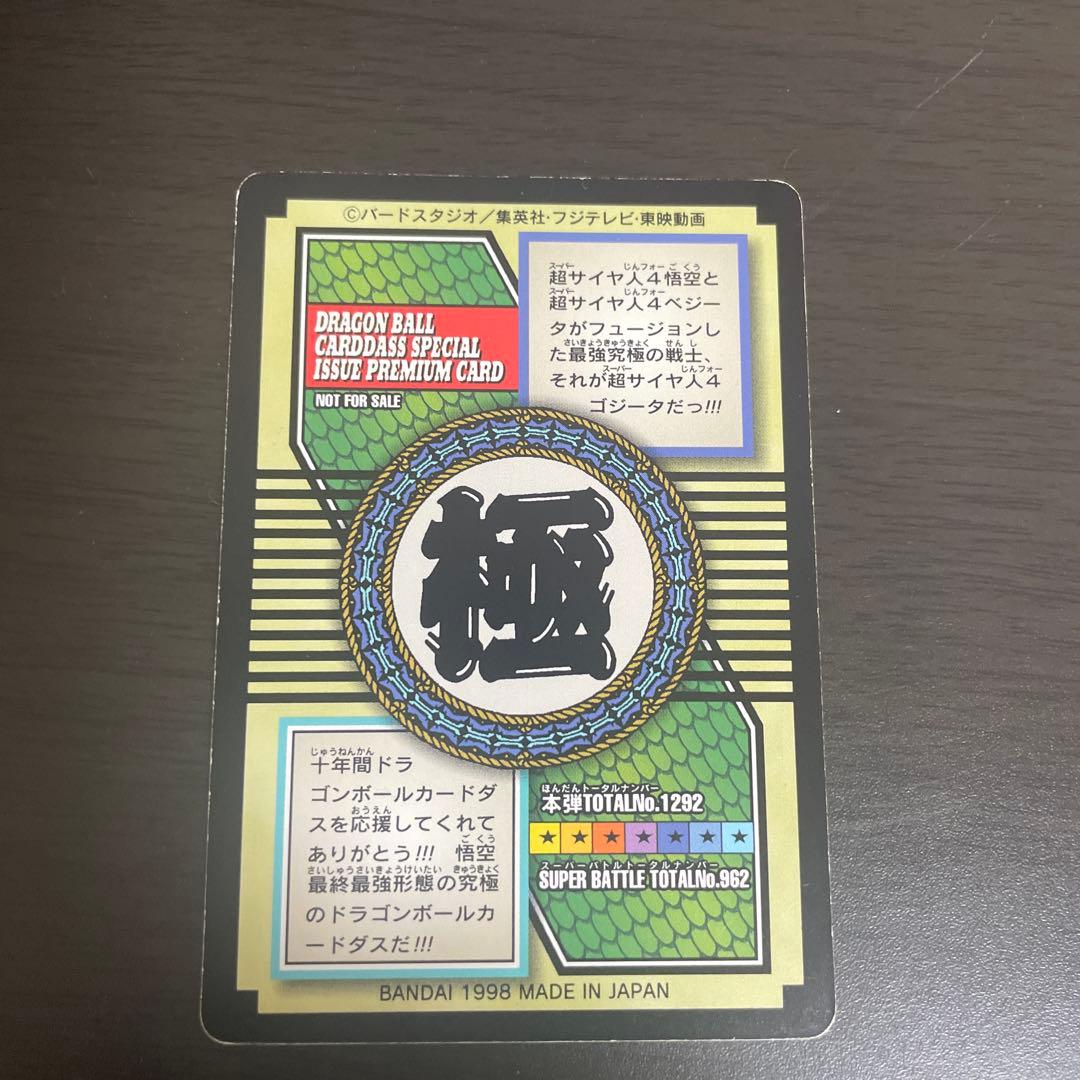 ©バードスタジオ／集英社・フジテレビ・東映動画
DRAGON BALL
CARDDASS SPECIAL
ISSUE PREMIUM CARD
NOT FOR SALE
スーパー じんフォー ごくう
超サイヤ人4悟空と
スーパー じんフォー
超サイヤ人4ベジー
タがフュージョンし
さいきょうきゅうきょく せんし
た最強究極の戦士、
スーパー じんフォー
それが超サイヤ人4
ゴジータだっ!!!
極
じゅうねんかん
十年間ドラ
ゴンボールカードダ
おうえん
スを応援してくれて
ごくう
ありがとう!!! 悟空
さいしゅうさいきょうけいたい きゅうきょく
最終最強形態の究極
のドラゴンボールカ
ードダスだ!!!
ほんだんトータルナンバー
本弾TOTALNo.1292
スーパーバトルトータルナンバー
SUPER BATTLE TOTALNo.962
BANDAI 1998 MADE IN JAPAN